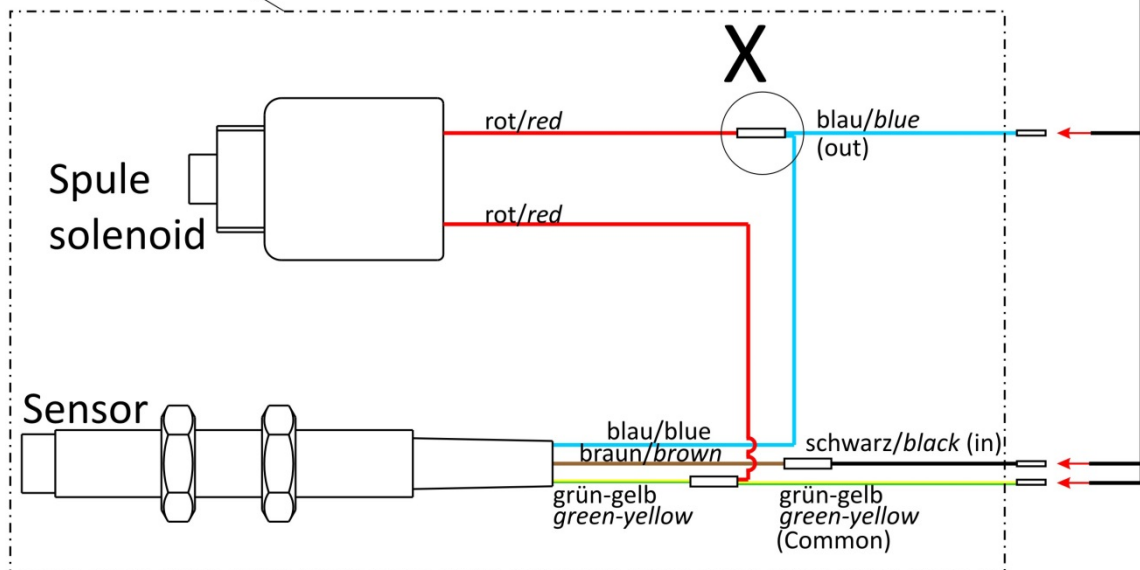 X
rot/red
blau/blue
(out)
Spule
solenoid
rot/red
Sensor
blau/blue
braun/brown
schwarz/black (in)
grün-gelb
green-yellow
grün-gelb
green-yellow
(Common)